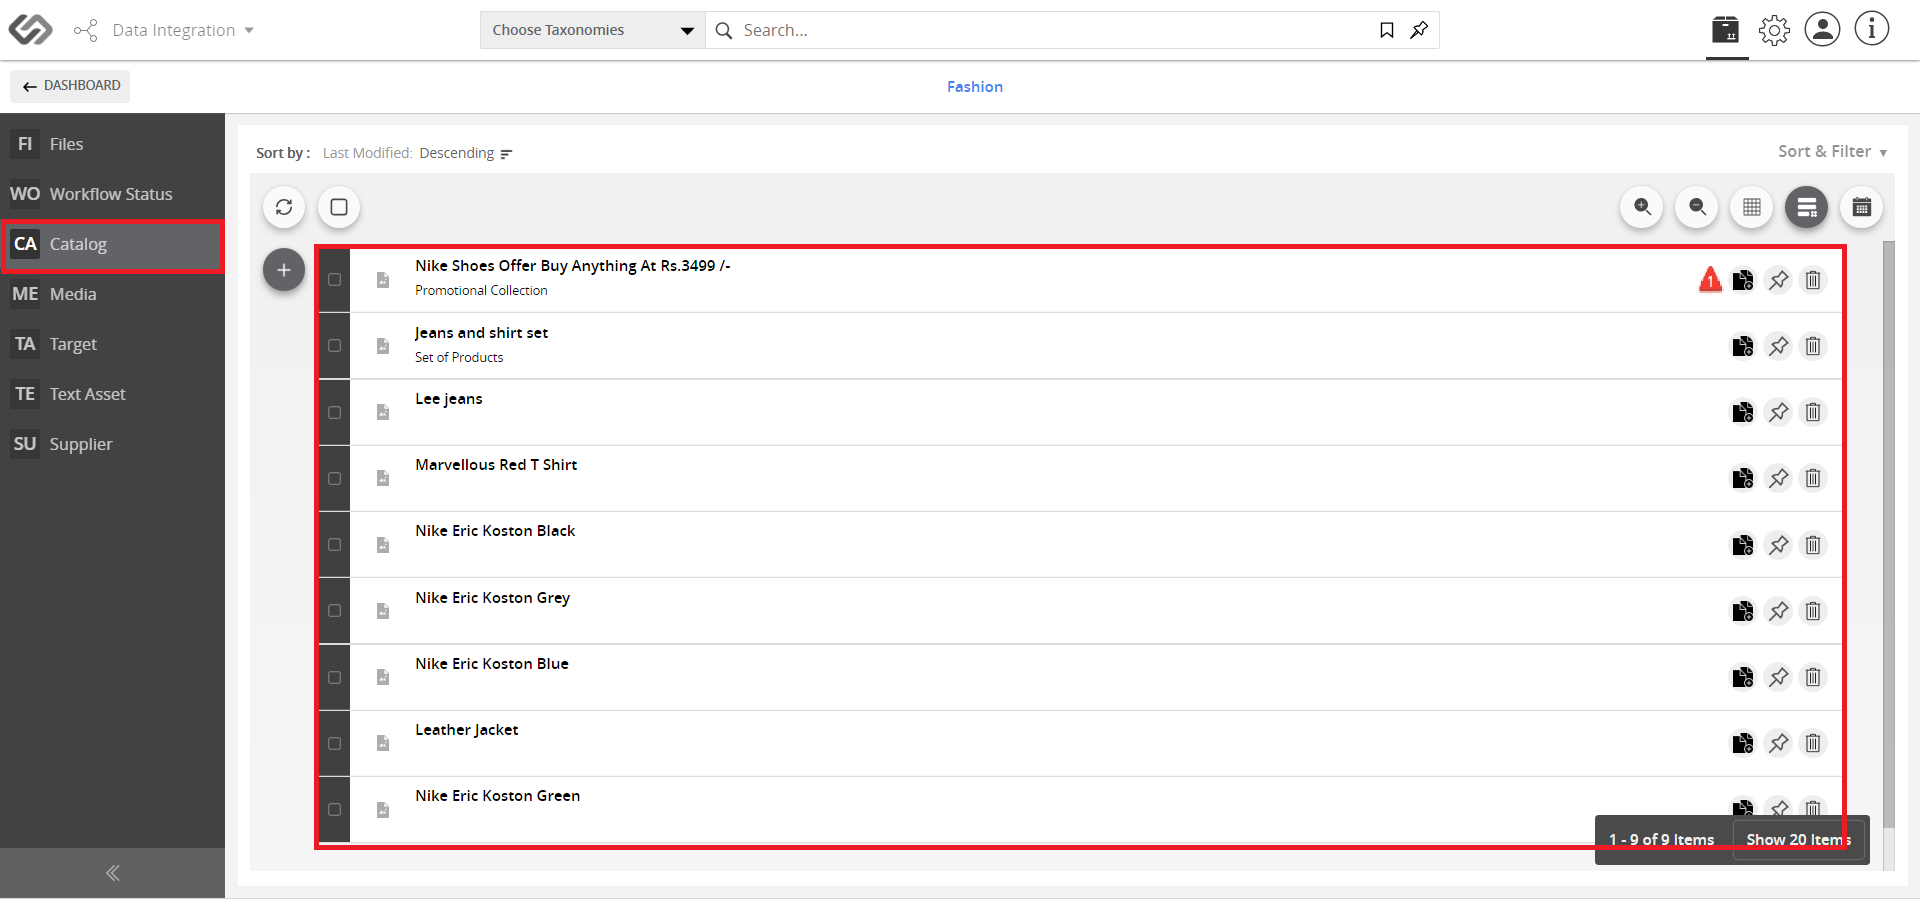 Data Integration
Choose Taxonomies
Search...
DASHBOARD
Fashion
FI Files
WO Workflow Status
CA Catalog
ME Media
TA Target
TE Text Asset
SU Supplier
Sort by : Last Modified: Descending
Sort & Filter
Nike Shoes Offer Buy Anything At Rs.3499 /-
Promotional Collection
1
Jeans and shirt set
Set of Products
Lee jeans
Marvellous Red T Shirt
Nike Eric Koston Black
Nike Eric Koston Grey
Nike Eric Koston Blue
Leather Jacket
Nike Eric Koston Green
1 - 9 of 9 Items Show 20 Items